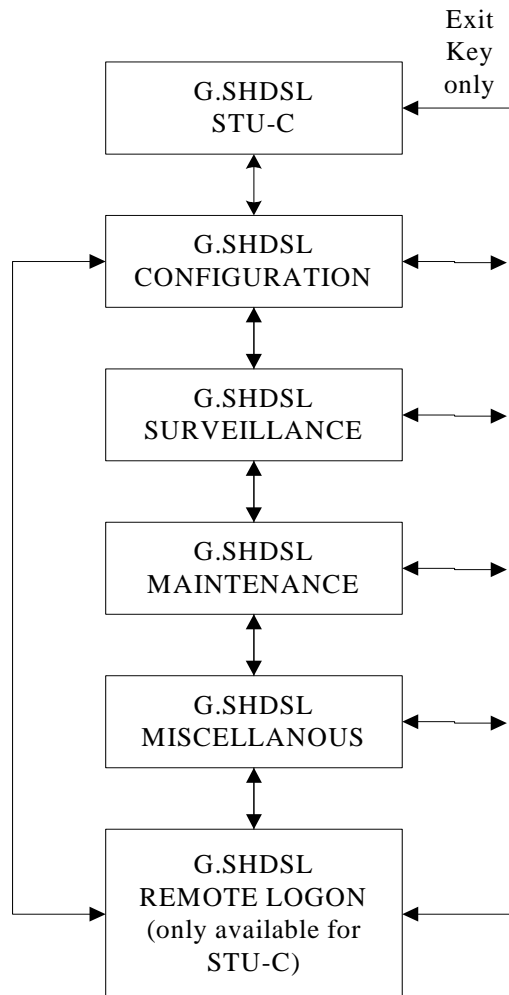 Exit
Key
only
G.SHDSL
STU-C
G.SHDSL
CONFIGURATION
G.SHDSL
SURVEILLANCE
G.SHDSL
MAINTENANCE
G.SHDSL
MISCELLANOUS
G.SHDSL
REMOTE LOGON
(only available for
STU-C)